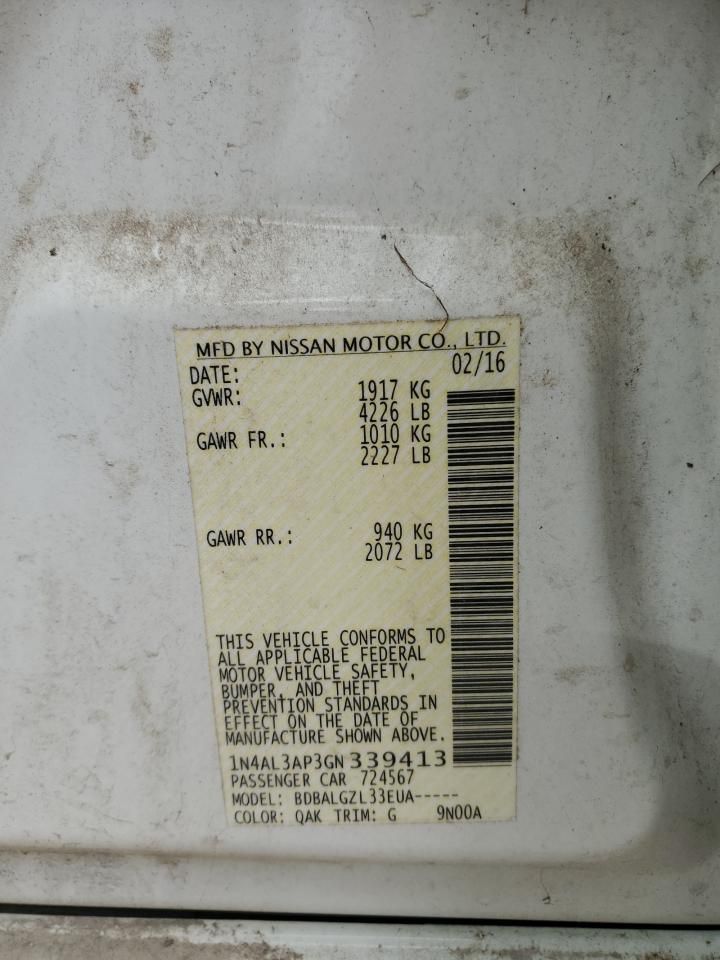 MFD BY NISSAN MOTOR CO., LTD.
DATE: 02/16
GVWR: 1917 KG
4226 LB
GAWR FR.: 1010 KG
2227 LB
GAWR RR.: 940 KG
2072 LB
THIS VEHICLE CONFORMS TO
ALL APPLICABLE FEDERAL
MOTOR VEHICLE SAFETY,
BUMPER, AND THEFT
PREVENTION STANDARDS IN
EFFECT ON THE DATE OF
MANUFACTURE SHOWN ABOVE.
1N4AL3AP3GN 339413
PASSENGER CAR 724567
MODEL: BDBALGZL33EUA-----
COLOR: QAK TRIM: G 9N00A